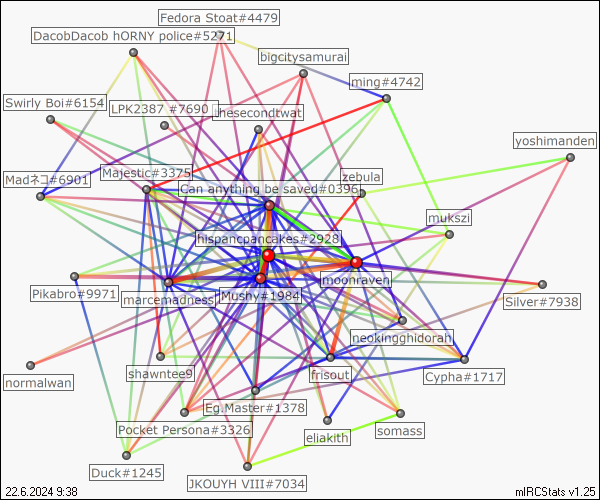 Fedora Stoat#4479
DacobDacob hORNY police#5271
bigcitysamurai
ming#4742
Swirly Boi#6154
LPK2387 #7690
thesecondtwat
yoshimanden
Madネコ#6901
Majestic#3375
zebula
Can anything be saved#0396
mukszi
hispancpancakes#2928
moonraven
Pikabro#9971
marcemadness
Mushy#1984
Silver#7938
neokingghidorah
normalwan
shawntee9
frisout
Cypha#1717
Eg.Master#1378
Pocket Persona#3326
eliakith
somass
Duck#1245
JKOUYH VIII#7034
22.6.2024 9:38
mIRCStats v1.25